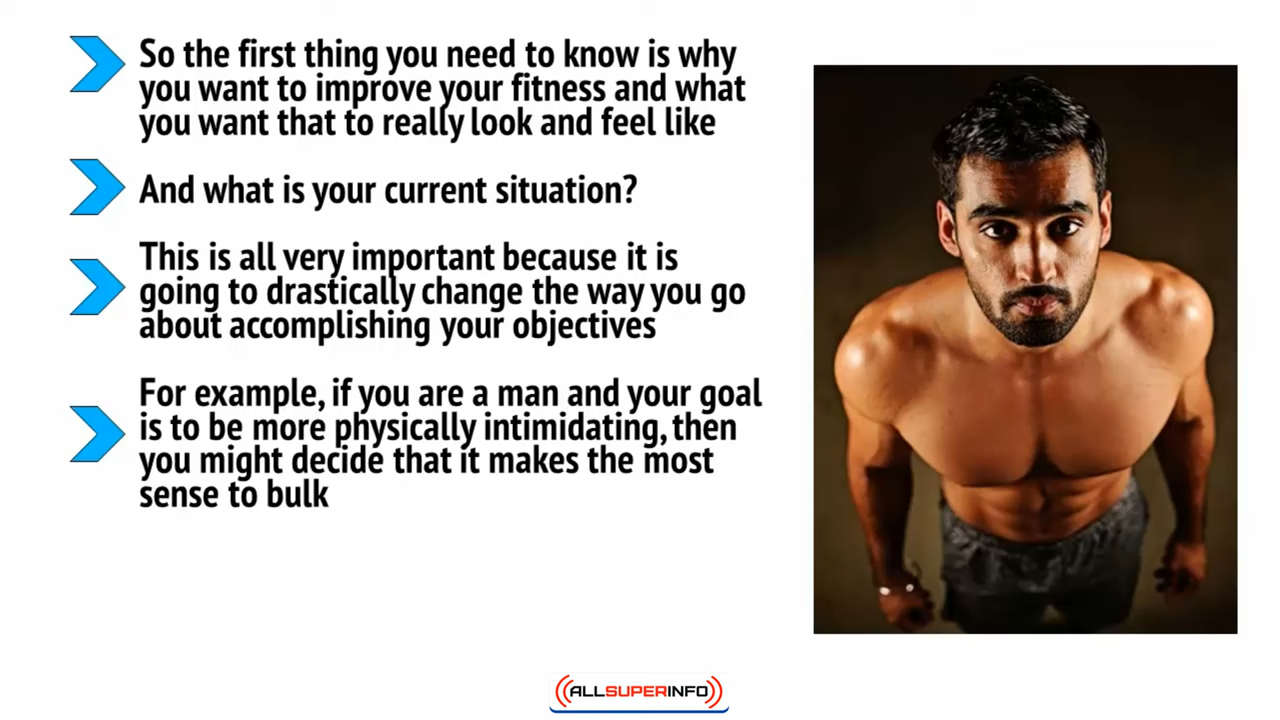 So the first thing you need to know is why
you want to improve your fitness and what
you want that to really look and feel like
And what is your current situation?
This is all very important because it is
going to drastically change the way you go
about accomplishing your objectives
For example, if you are a man and your goal
is to be more physically intimidating, then
you might decide that it makes the most
sense to bulk
ALLSUPERINFO